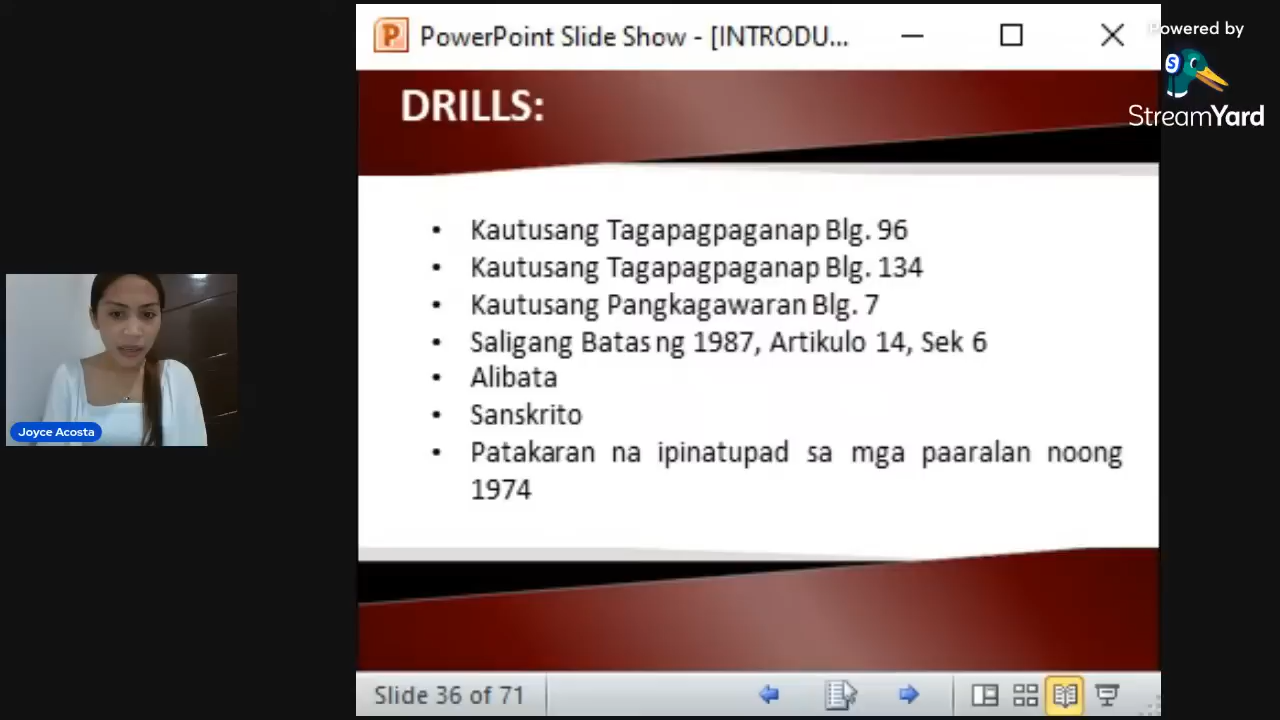 PowerPoint Slide Show - [INTRODU...
Powered by
StreamYard
DRILLS:
• Kautusang Tagapagpaganap Blg. 96
• Kautusang Tagapagpaganap Blg. 134
• Kautusang Pangkagawaran Blg. 7
• Saligang Batas ng 1987, Artikulo 14, Sek 6
• Alibata
• Sanskrito
• Patakaran na ipinatupad sa mga paaralan noong
1974
Joyce Acosta
Slide 36 of 71